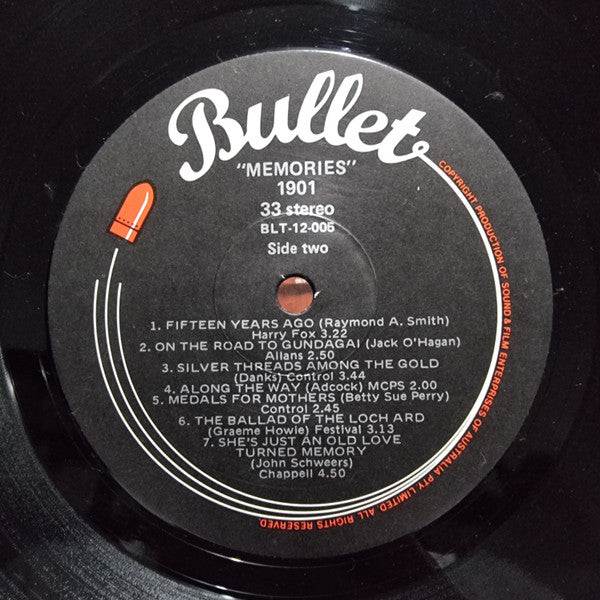 Bullet
"MEMORIES"
1901
33 stereo
BLT-12-005
Side two
1. FIFTEEN YEARS AGO (Raymond A. Smith)
Harry Fox 3.22
2. ON THE ROAD TO GUNDAGAI (Jack O'Hagan)
Allans 2.50
3. SILVER THREADS AMONG THE GOLD
(Danks) Control 3.44
4. ALONG THE WAY (Adcock) MCPS 2.00
5. MEDALS FOR MOTHERS (Betty Sue Perry)
Control 2.45
6. THE BALLAD OF THE LOCH ARD
(Graeme Howie) Festival 3.13
7. SHE'S JUST AN OLD LOVE
TURNED MEMORY
(John Schweers)
Chappell 4.50
COPYRIGHT PRODUCTION OF SOUND & FILM ENTERPRISES OF AUSTRALIA PTY. LIMITED. ALL RIGHTS RESERVED